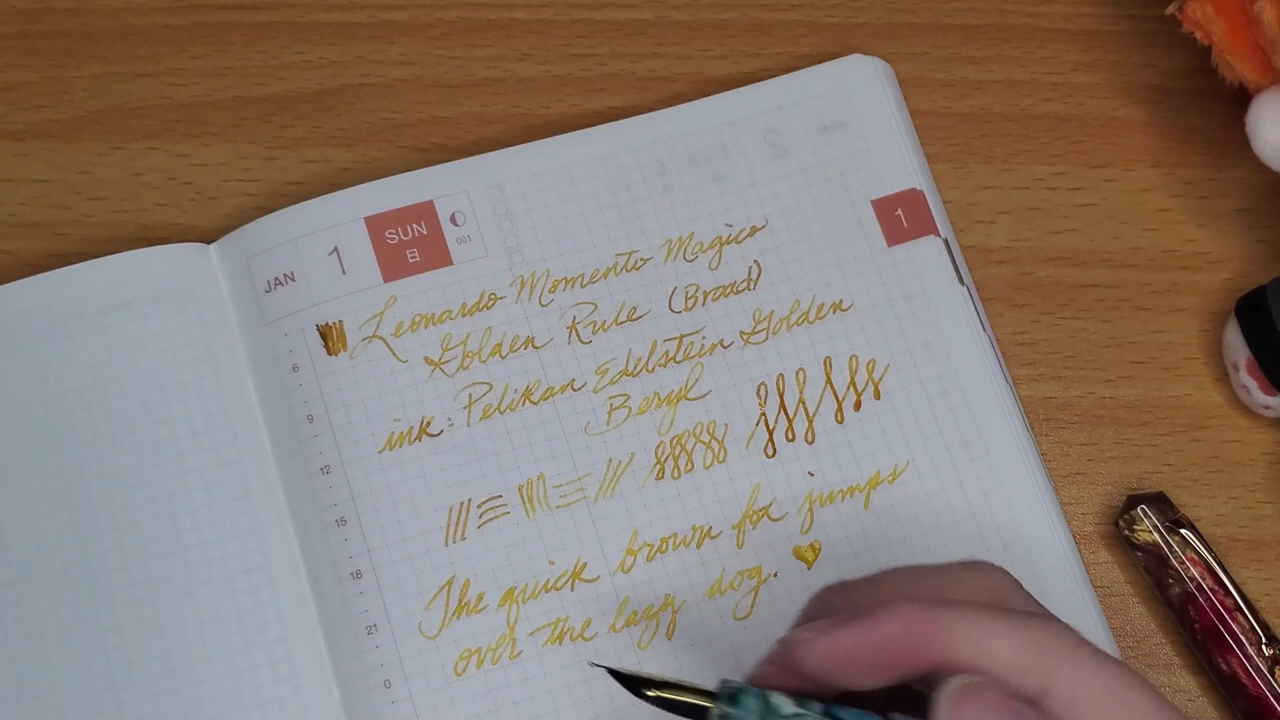 JAN 1 SUN 日 001
1
Leonardo Momento Magico
Golden Rule (Broad)
ink: Pelikan Edelstein Golden
Beryl
The quick brown fox jumps
over the lazy dog.
6
9
12
15
18
21
0